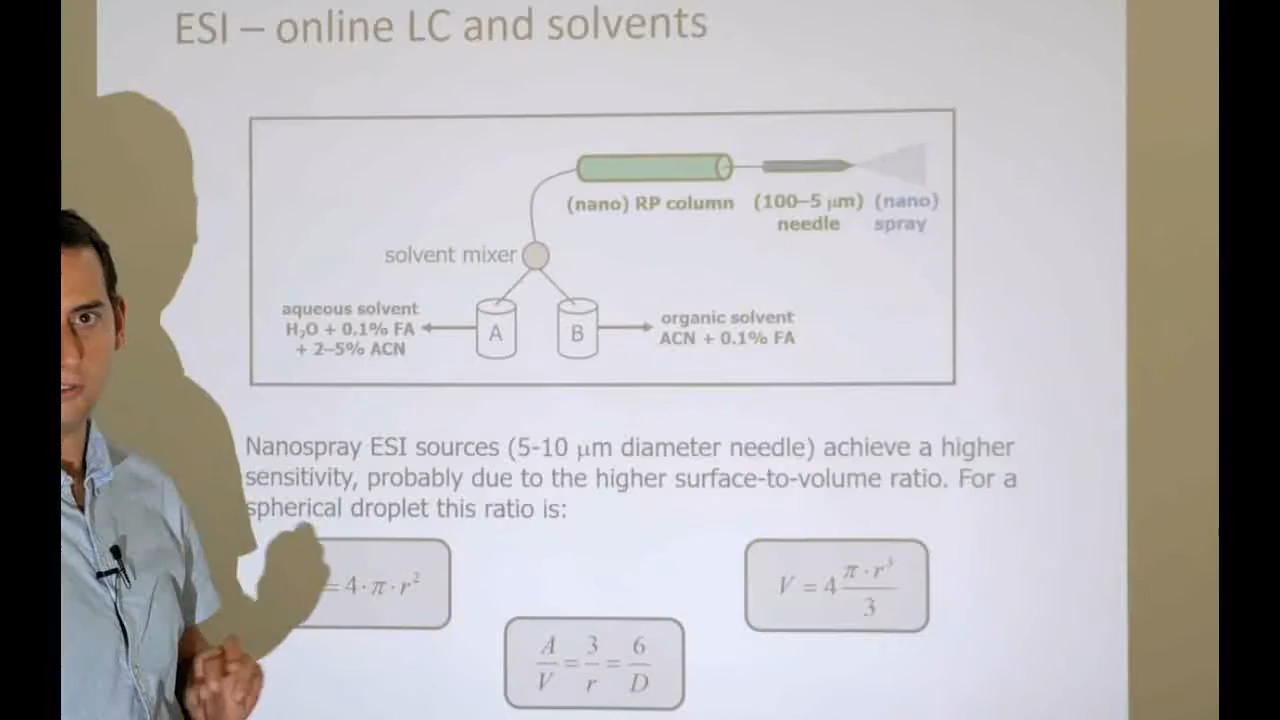 ESI – online LC and solvents
(nano) RP column
(100–5 μm) needle
(nano) spray
solvent mixer
aqueous solvent
H₂O + 0.1% FA
+ 2–5% ACN
A
B
organic solvent
ACN + 0.1% FA
Nanospray ESI sources (5-10 μm diameter needle) achieve a higher
sensitivity, probably due to the higher surface-to-volume ratio. For a
spherical droplet this ratio is:
= 4 · π · r²
V = 4 π · r³ / 3
A/V = 3/r = 6/D